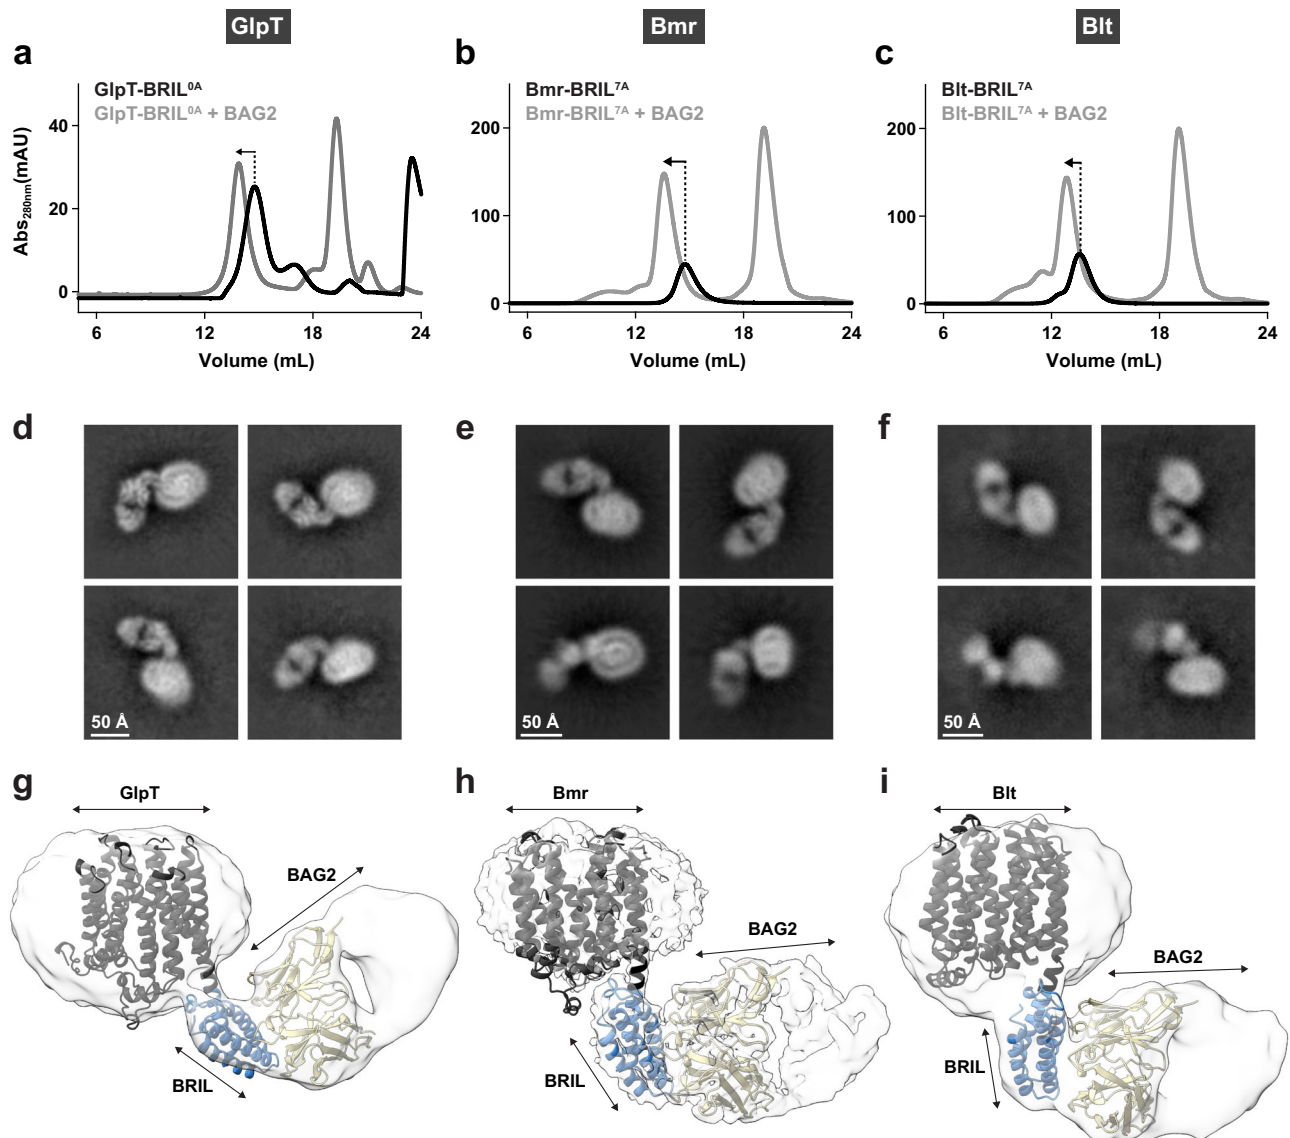 GlpT
Bmr
Blt
a
GlpT-BRIL⁰ᴬ
GlpT-BRIL⁰ᴬ + BAG2
Abs₂₈₀ₙₘ(mAU)
40
20
0
6
12
18
24
Volume (mL)
b
Bmr-BRIL⁷ᴬ
Bmr-BRIL⁷ᴬ + BAG2
200
100
0
6
12
18
24
Volume (mL)
c
Blt-BRIL⁷ᴬ
Blt-BRIL⁷ᴬ + BAG2
200
100
0
6
12
18
24
Volume (mL)
d
50 Å
e
50 Å
f
50 Å
g
GlpT
BAG2
BRIL
h
Bmr
BAG2
BRIL
i
Blt
BAG2
BRIL